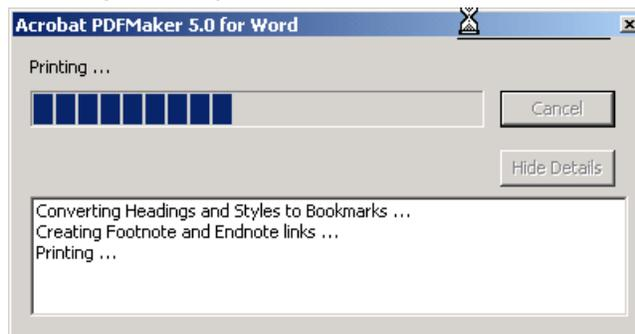 Acrobat PDFMaker 5.0 for Word
Printing ...
Cancel
Hide Details
Converting Headings and Styles to Bookmarks ...
Creating Footnote and Endnote links ...
Printing ...